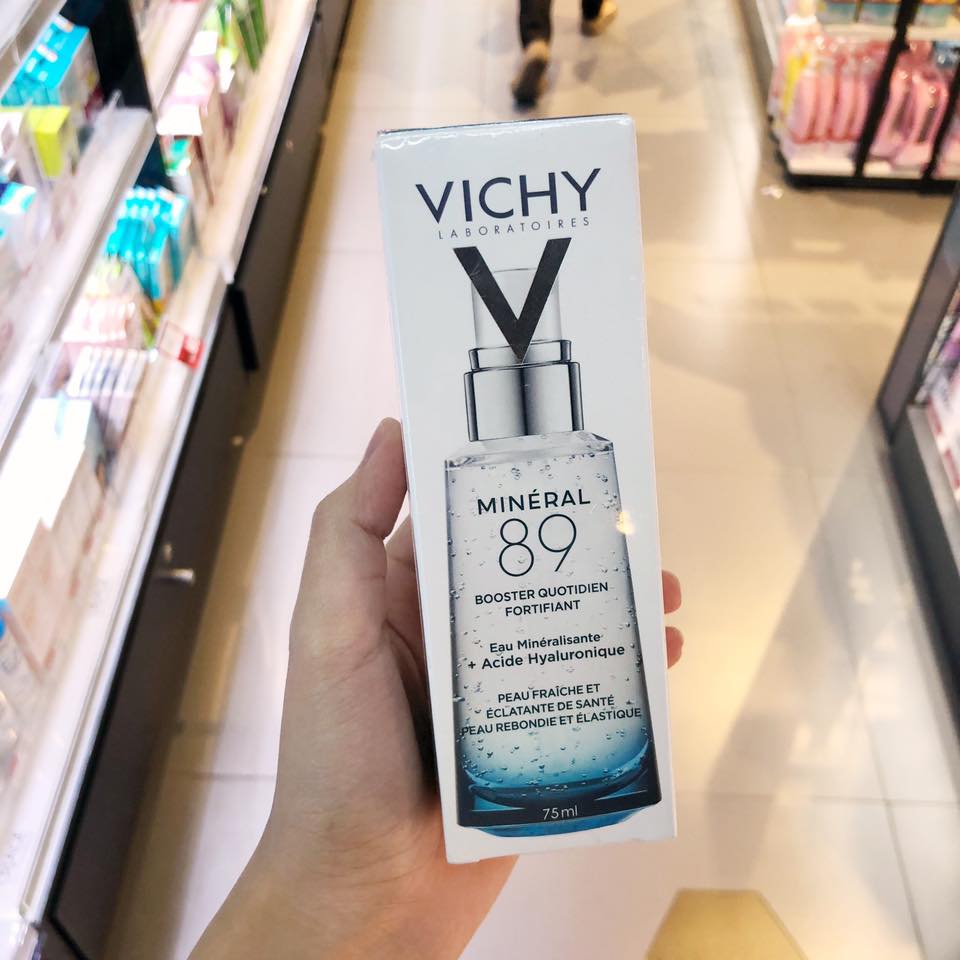 VICHY
LABORATOIRES
MINÉRAL
89
BOOSTER QUOTIDIEN
FORTIFIANT
Eau Minéralisante
+ Acide Hyaluronique
PEAU FRAÎCHE ET
ÉCLATANTE DE SANTÉ
PEAU REBONDIE ET ÉLASTIQUE
75ml